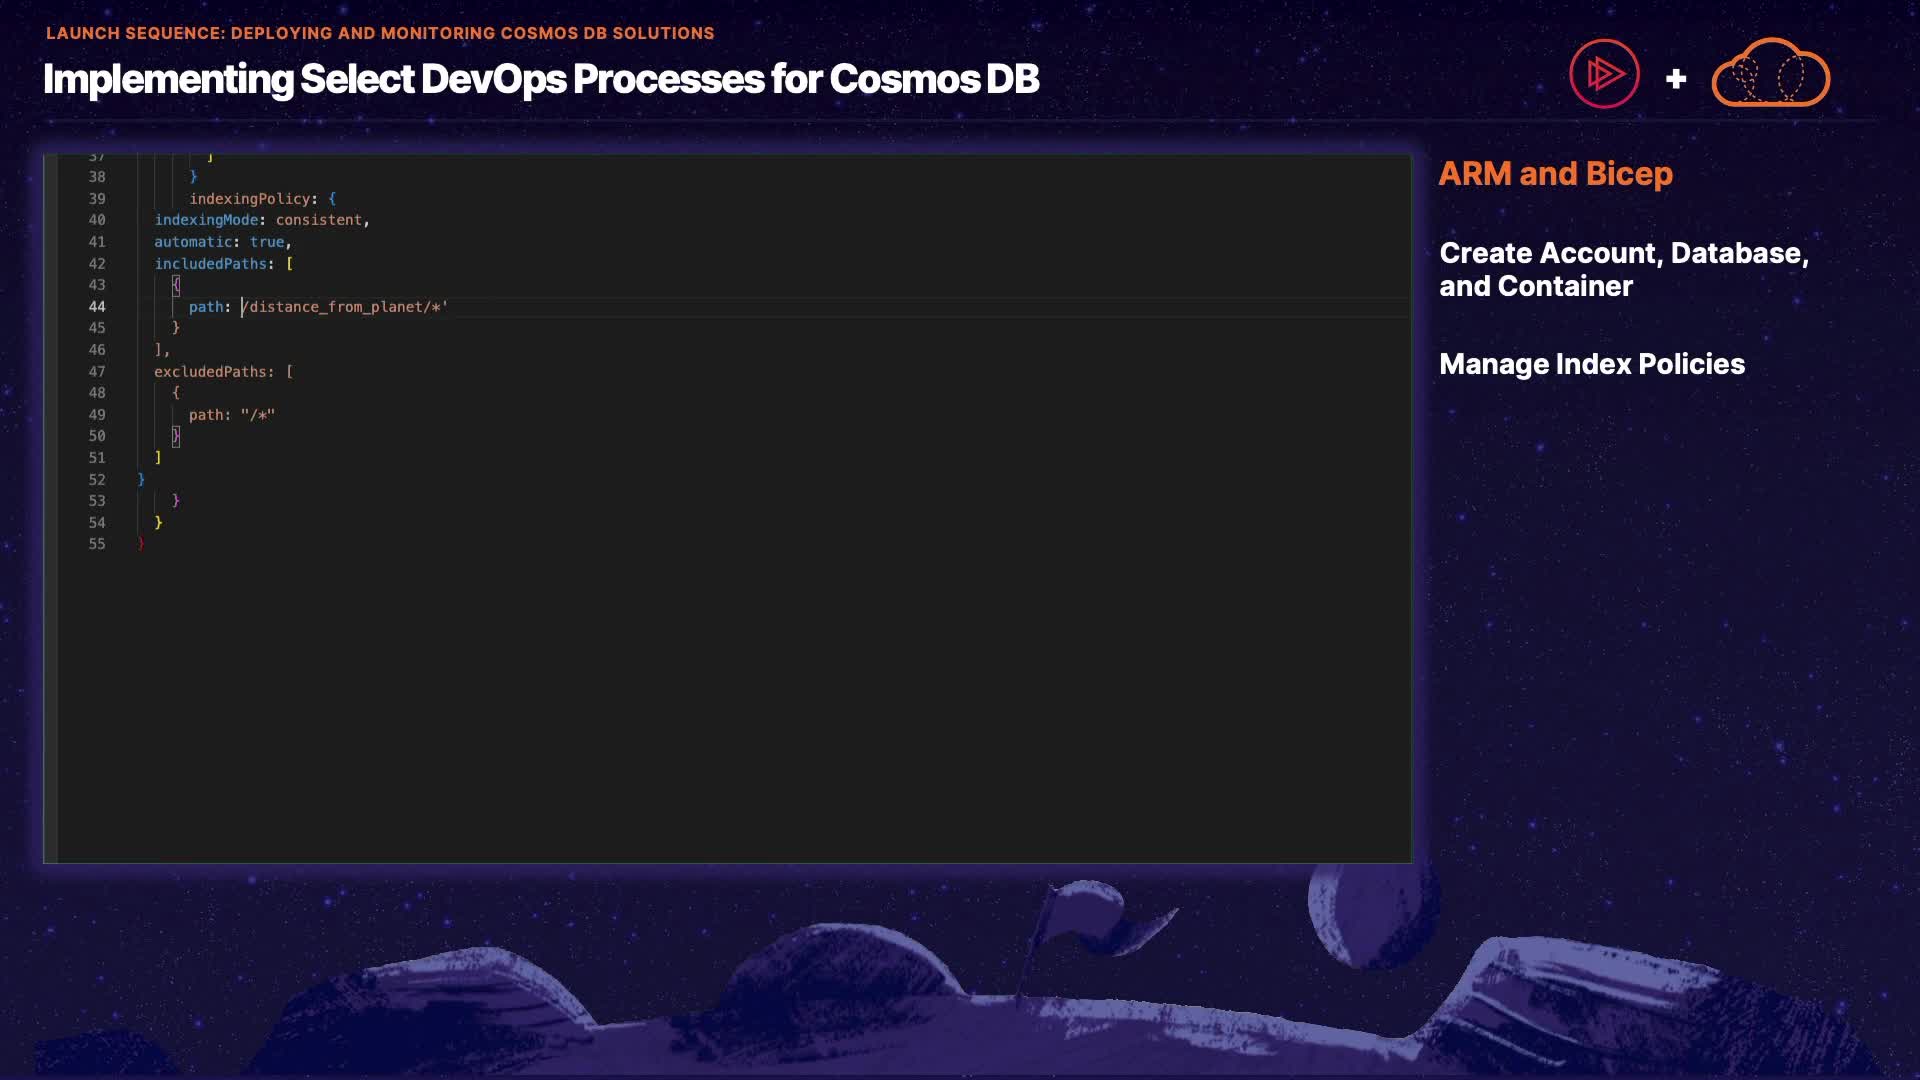 LAUNCH SEQUENCE: DEPLOYING AND MONITORING COSMOS DB SOLUTIONS
Implementing Select DevOps Processes for Cosmos DB
+
37 ]
38 }
39 indexingPolicy: {
40 indexingMode: consistent,
41 automatic: true,
42 includedPaths: [
43 {
44 path: /distance_from_planet/*'
45 }
46 ],
47 excludedPaths: [
48 {
49 path: "/*"
50 }
51 ]
52 }
53 }
54 }
55 }
ARM and Bicep
Create Account, Database,
and Container
Manage Index Policies